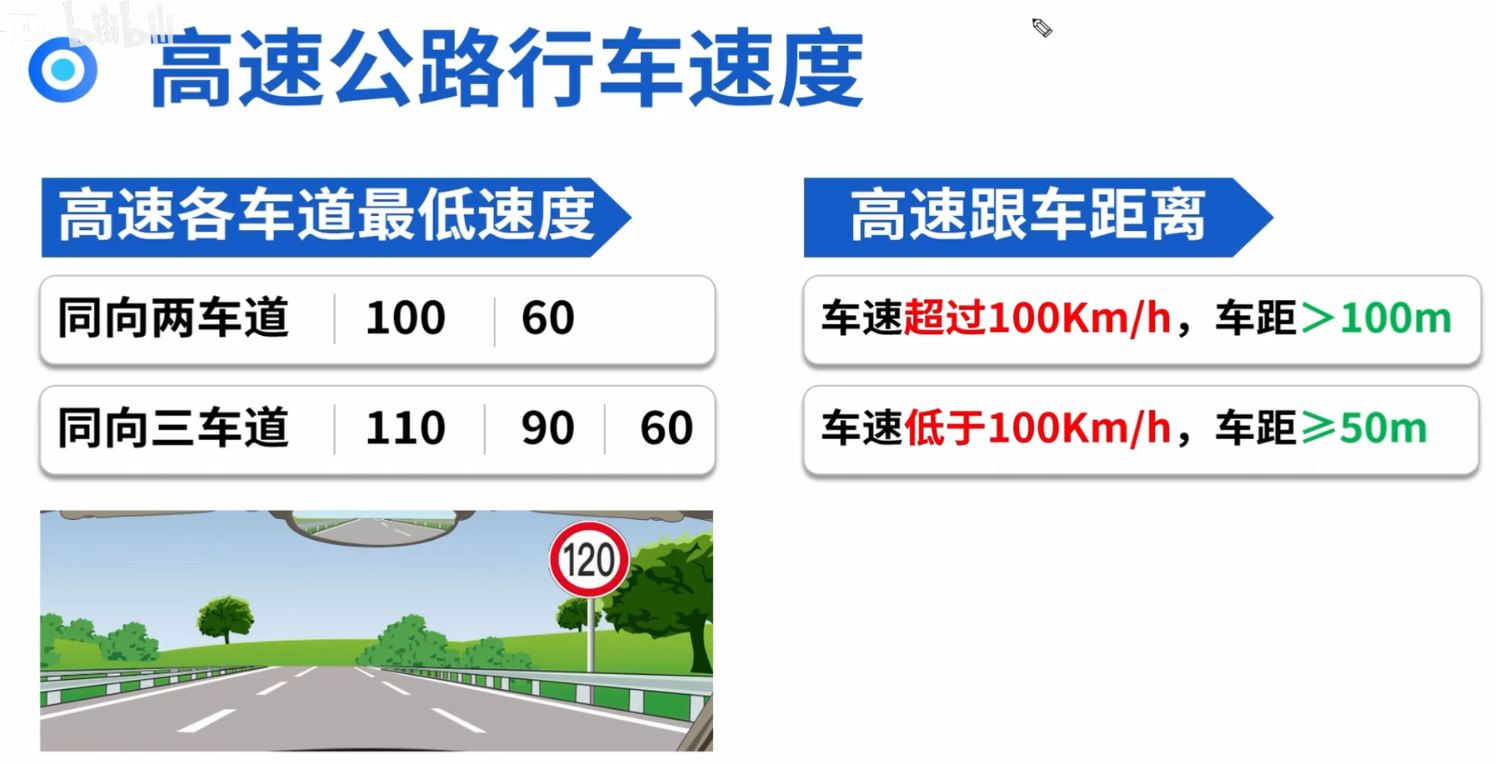 bilibili
高速公路行车速度
高速各车道最低速度
同向两车道 100 60
同向三车道 110 90 60
120
高速跟车距离
车速超过100Km/h，车距＞100m
车速低于100Km/h，车距≥50m